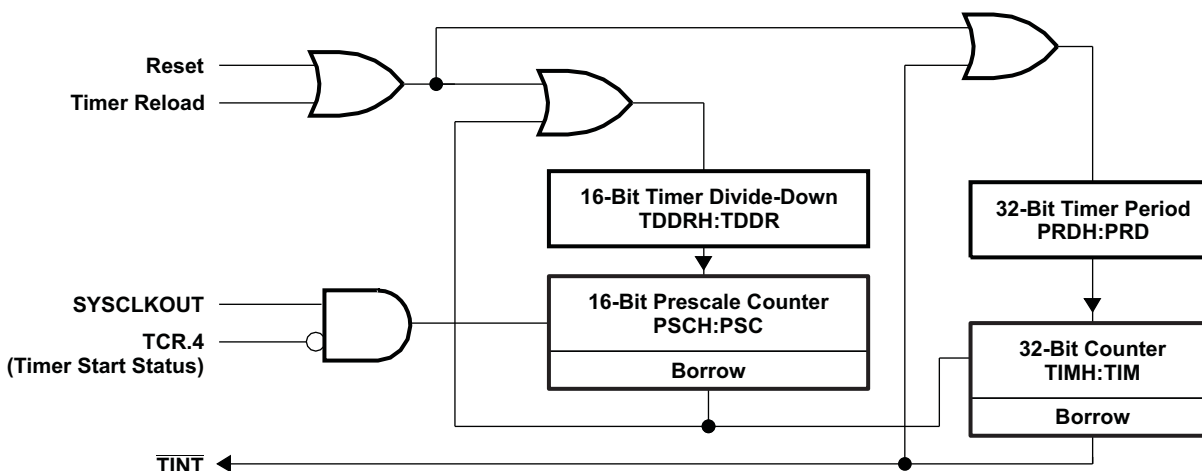 Reset
Timer Reload
16-Bit Timer Divide-Down
TDDRH:TDDR
32-Bit Timer Period
PRDH:PRD
SYSCLKOUT
TCR.4
(Timer Start Status)
16-Bit Prescale Counter
PSCH:PSC
Borrow
32-Bit Counter
TIMH:TIM
Borrow
TINT